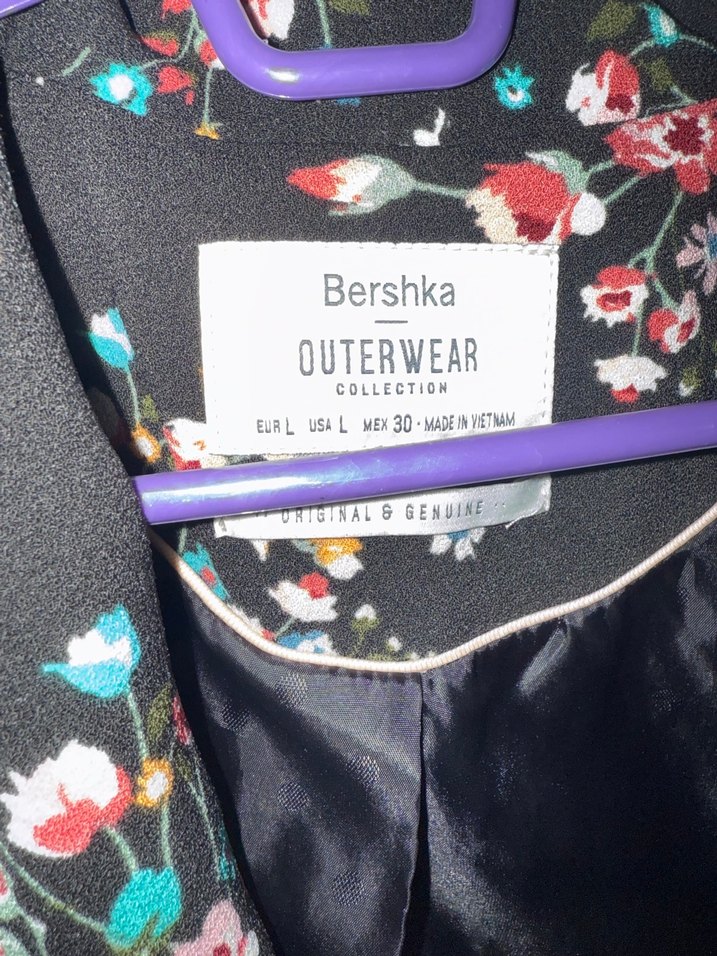 Bershka
OUTERWEAR
COLLECTION
EUR L USA L MEX 30 · MADE IN VIETNAM
·· ORIGINAL & GENUINE ··